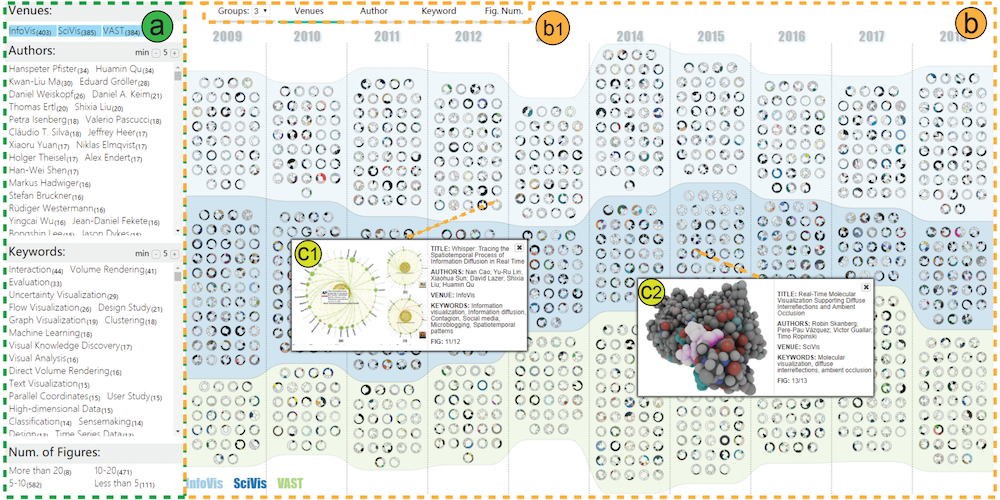 Venues:
InfoVis(403) SciVis(385) VAST(384)
a
Authors: min - 5 +
Hanspeter Pfister(34) Huamin Qu(34)
Kwan-Liu Ma(30) Eduard Gröller(28)
Daniel Weiskopf(26) Daniel A. Keim(21)
Thomas Ertl(20) Shixia Liu(20)
Petra Isenberg(18) Valerio Pascucci(18)
Cláudio T. Silva(18) Jeffrey Heer(17)
Xiaoru Yuan(17) Niklas Elmqvist(17)
Holger Theisel(17) Alex Endert(17)
Han-Wei Shen(17)
Markus Hadwiger(16)
Stefan Bruckner(16)
Rüdiger Westermann(16)
Yingcai Wu(16) Jean-Daniel Fekete(16)
Bongshin Lee(15) Jason Dykes(15)
Keywords: min - 5 +
Interaction(44) Volume Rendering(41)
Evaluation(33)
Uncertainty Visualization(29)
Flow Visualization(26) Design Study(21)
Graph Visualization(19) Clustering(18)
Machine Learning(18)
Visual Knowledge Discovery(17)
Visual Analysis(16)
Direct Volume Rendering(16)
Text Visualization(15)
Parallel Coordinates(15) User Study(15)
High-dimensional Data(15)
Classification(14) Sensemaking(14)
Design(13) Time Series Data(13)
Num. of Figures:
More than 20(8) 10-20(471)
5-10(582) Less than 5(111)
Groups: 3 ▾ Venues Author Keyword Fig. Num.
b1
b
2009 2010 2011 2012 2014 2015 2016 2017
C1
TITLE: Whisper: Tracing the
Spatiotemporal Process of
Information Diffusion in Real Time
AUTHORS: Nan Cao; Yu-Ru Lin;
Xiaohua Sun; David Lazer; Shixia
Liu; Huamin Qu
VENUE: InfoVis
KEYWORDS: Information
visualization, Information diffusion,
Contagion, Social media,
Microblogging, Spatiotemporal
patterns
FIG: 11/12
C2
TITLE: Real-Time Molecular
Visualization Supporting Diffuse
Interreflections and Ambient
Occlusion
AUTHORS: Robin Skanberg;
Pere-Pau Vázquez; Victor Guallar;
Timo Ropinski
VENUE: SciVis
KEYWORDS: Molecular
visualization, diffuse
interreflections, ambient occlusion
FIG: 13/13
InfoVis SciVis VAST